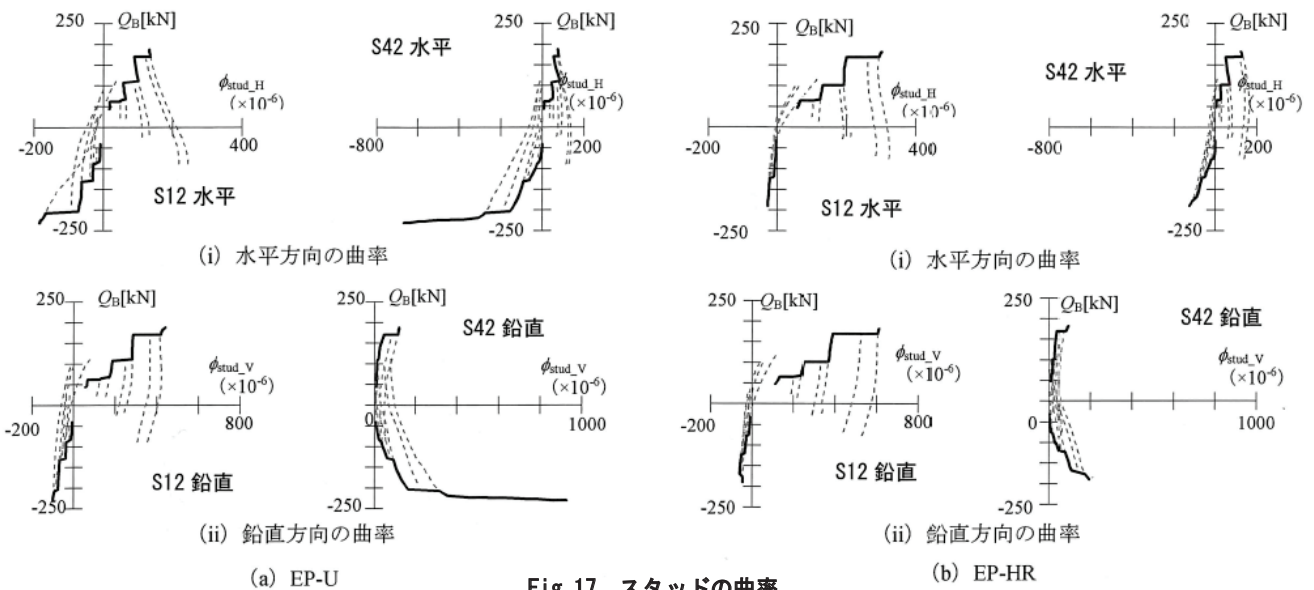 250 Q_B[kN]
S42 水平
φ_stud_H
(×10^-6)
-200
400
S12 水平
-250
250
Q_B[kN]
φ_stud_H
(×10^-6)
-800
200
-250
(i) 水平方向の曲率
250
Q_B[kN]
φ_stud_V
(×10^-6)
-200
800
S12 鉛直
-250
250
Q_B[kN]
S42 鉛直
φ_stud_V
(×10^-6)
0
1000
-250
(ii) 鉛直方向の曲率
(a) EP-U
250
Q_B[kN]
φ_stud_H
(×10^-6)
-200
400
S12 水平
-250
S42 水平
250
Q_B[kN]
φ_stud_H
(×10^-6)
-800
200
-250
(i) 水平方向の曲率
250
Q_B[kN]
φ_stud_V
(×10^-6)
-200
800
S12 鉛直
-250
250
Q_B[kN]
S42 鉛直
φ_stud_V
(×10^-6)
0
1000
-250
(ii) 鉛直方向の曲率
(b) EP-HR
Fig.17 スタッドの曲率